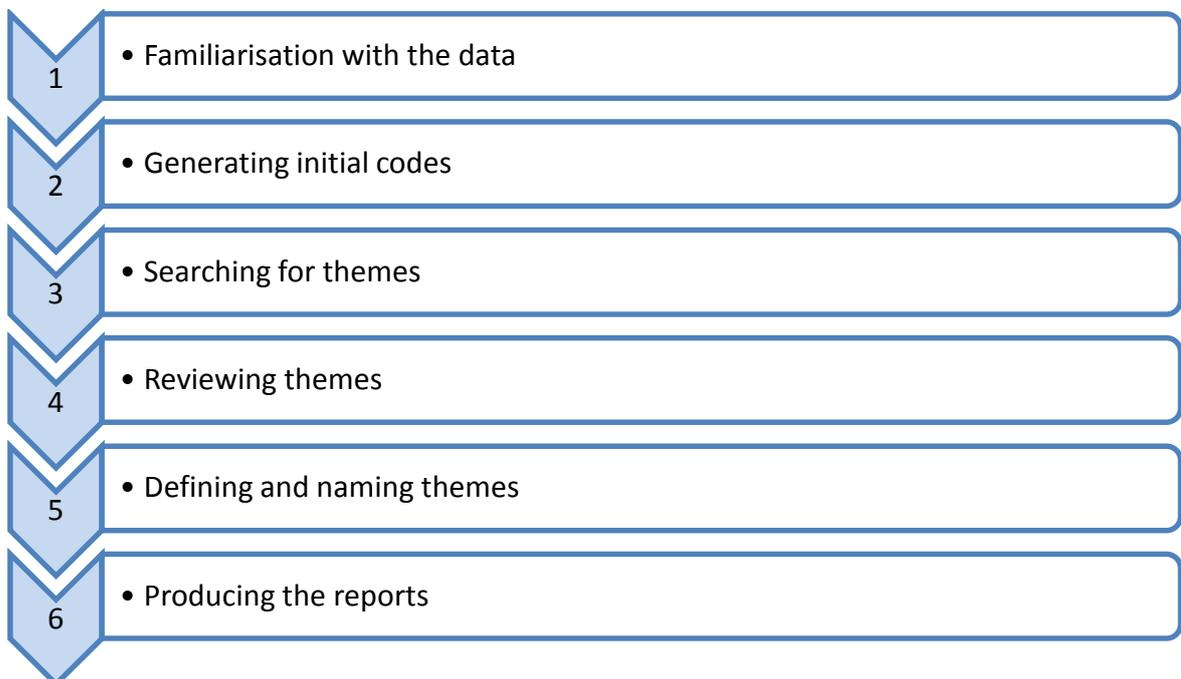 1
• Familiarisation with the data
2
• Generating initial codes
3
• Searching for themes
4
• Reviewing themes
5
• Defining and naming themes
6
• Producing the reports